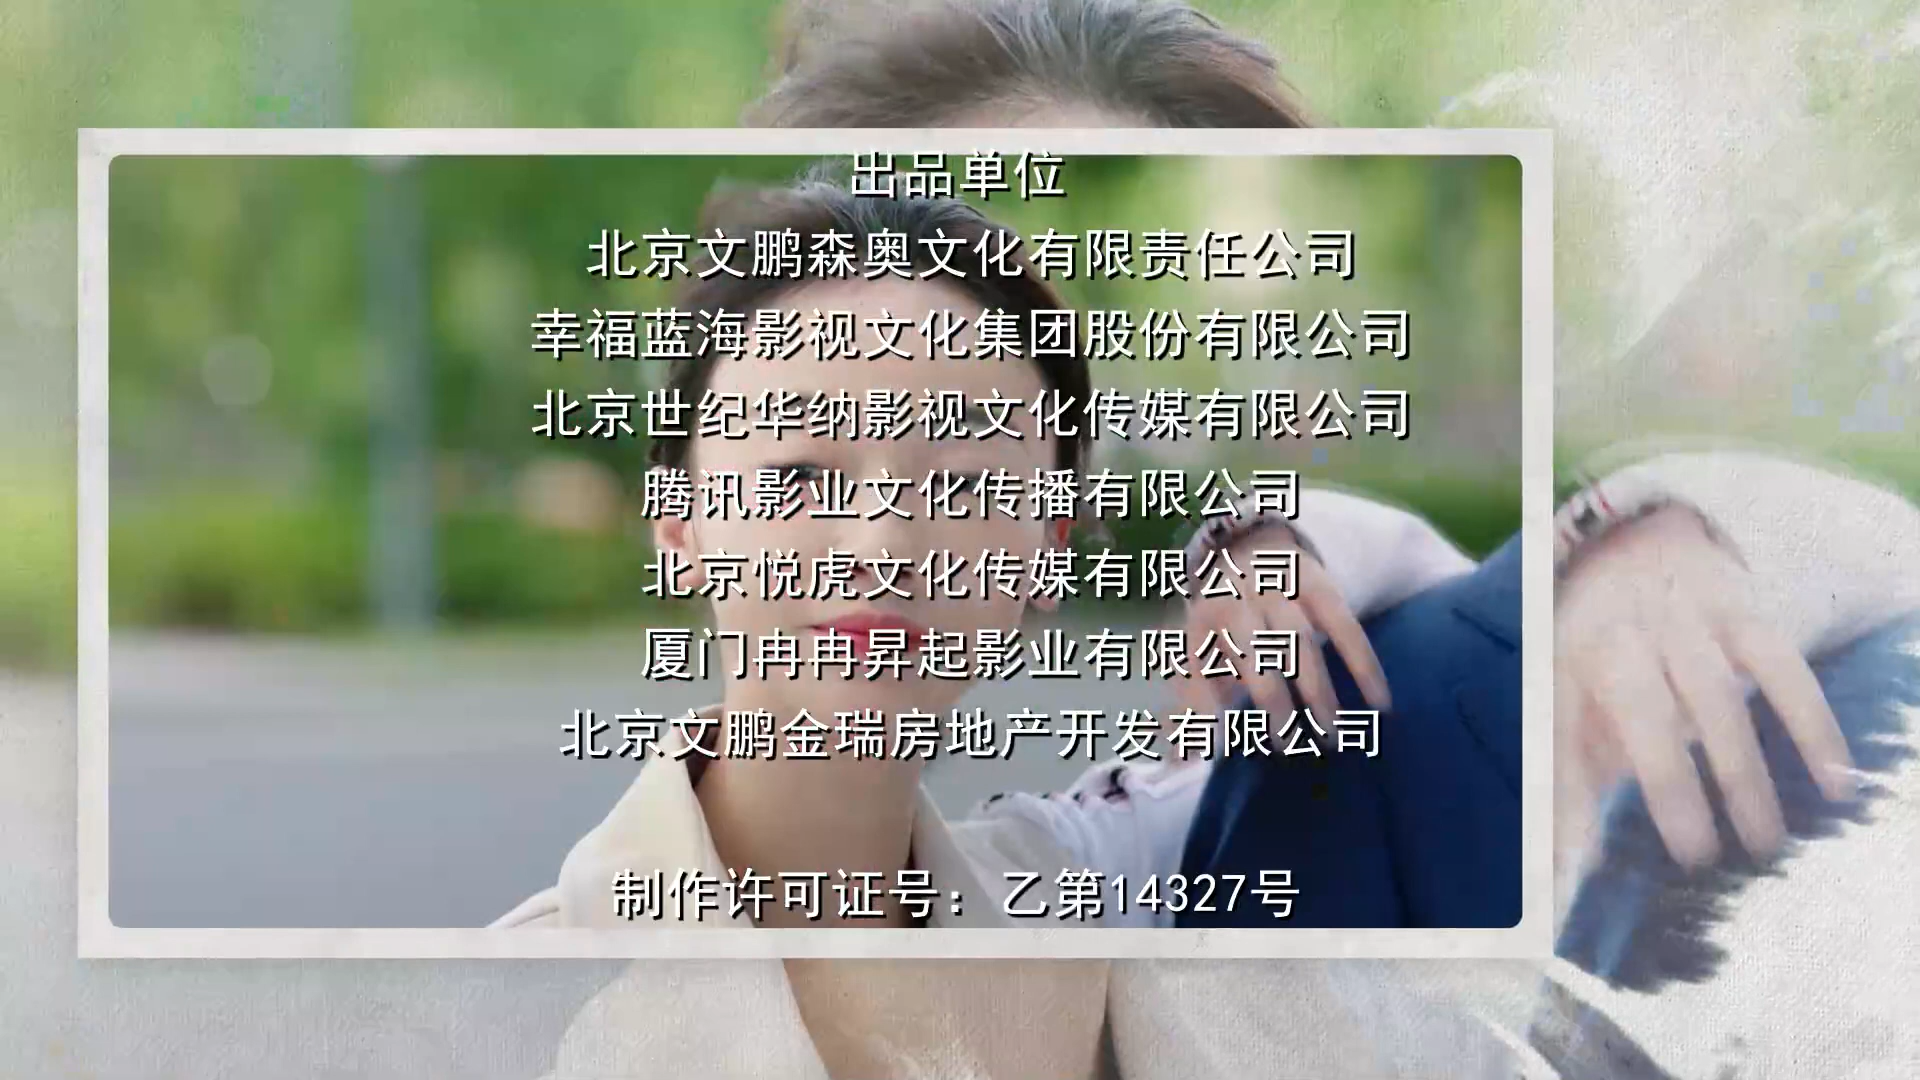 出品单位
北京文鹏森奥文化有限责任公司
幸福蓝海影视文化集团股份有限公司
北京世纪华纳影视文化传媒有限公司
腾讯影业文化传播有限公司
北京悦虎文化传媒有限公司
厦门冉冉昇起影业有限公司
北京文鹏金瑞房地产开发有限公司
制作许可证号：乙第14327号